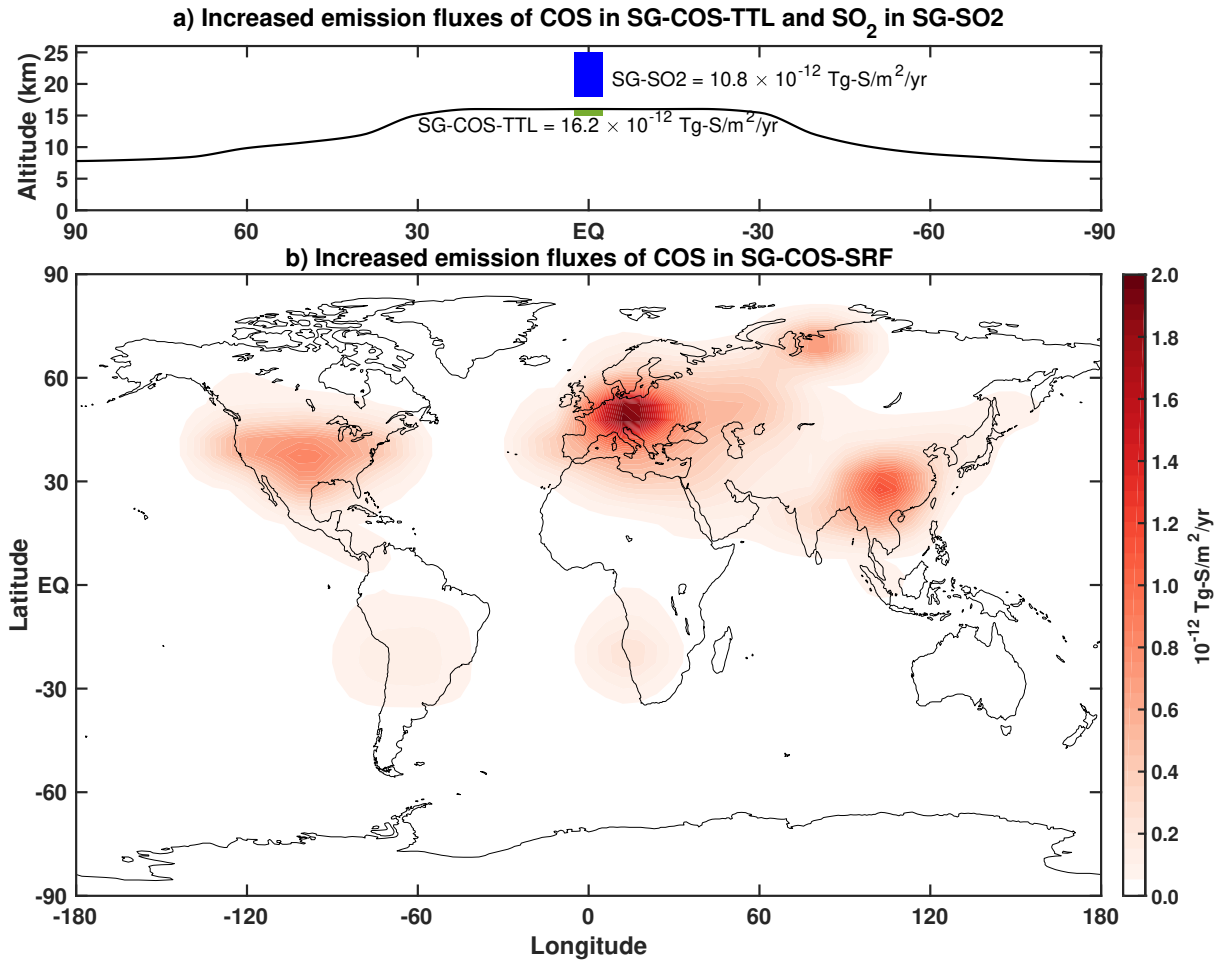 a) Increased emission fluxes of COS in SG-COS-TTL and SO2 in SG-SO2
25
20
15
10
5
0
Altitude (km)
SG-SO2 = 10.8 × 10-12 Tg-S/m2/yr
SG-COS-TTL = 16.2 × 10-12 Tg-S/m2/yr
90 60 30 EQ -30 -60 -90
b) Increased emission fluxes of COS in SG-COS-SRF
90
60
30
EQ
-30
-60
-90
Latitude
-180 -120 -60 0 60 120 180
Longitude
2.0
1.8
1.6
1.4
1.2
1.0
0.8
0.6
0.4
0.2
0.0
10-12 Tg-S/m2/yr